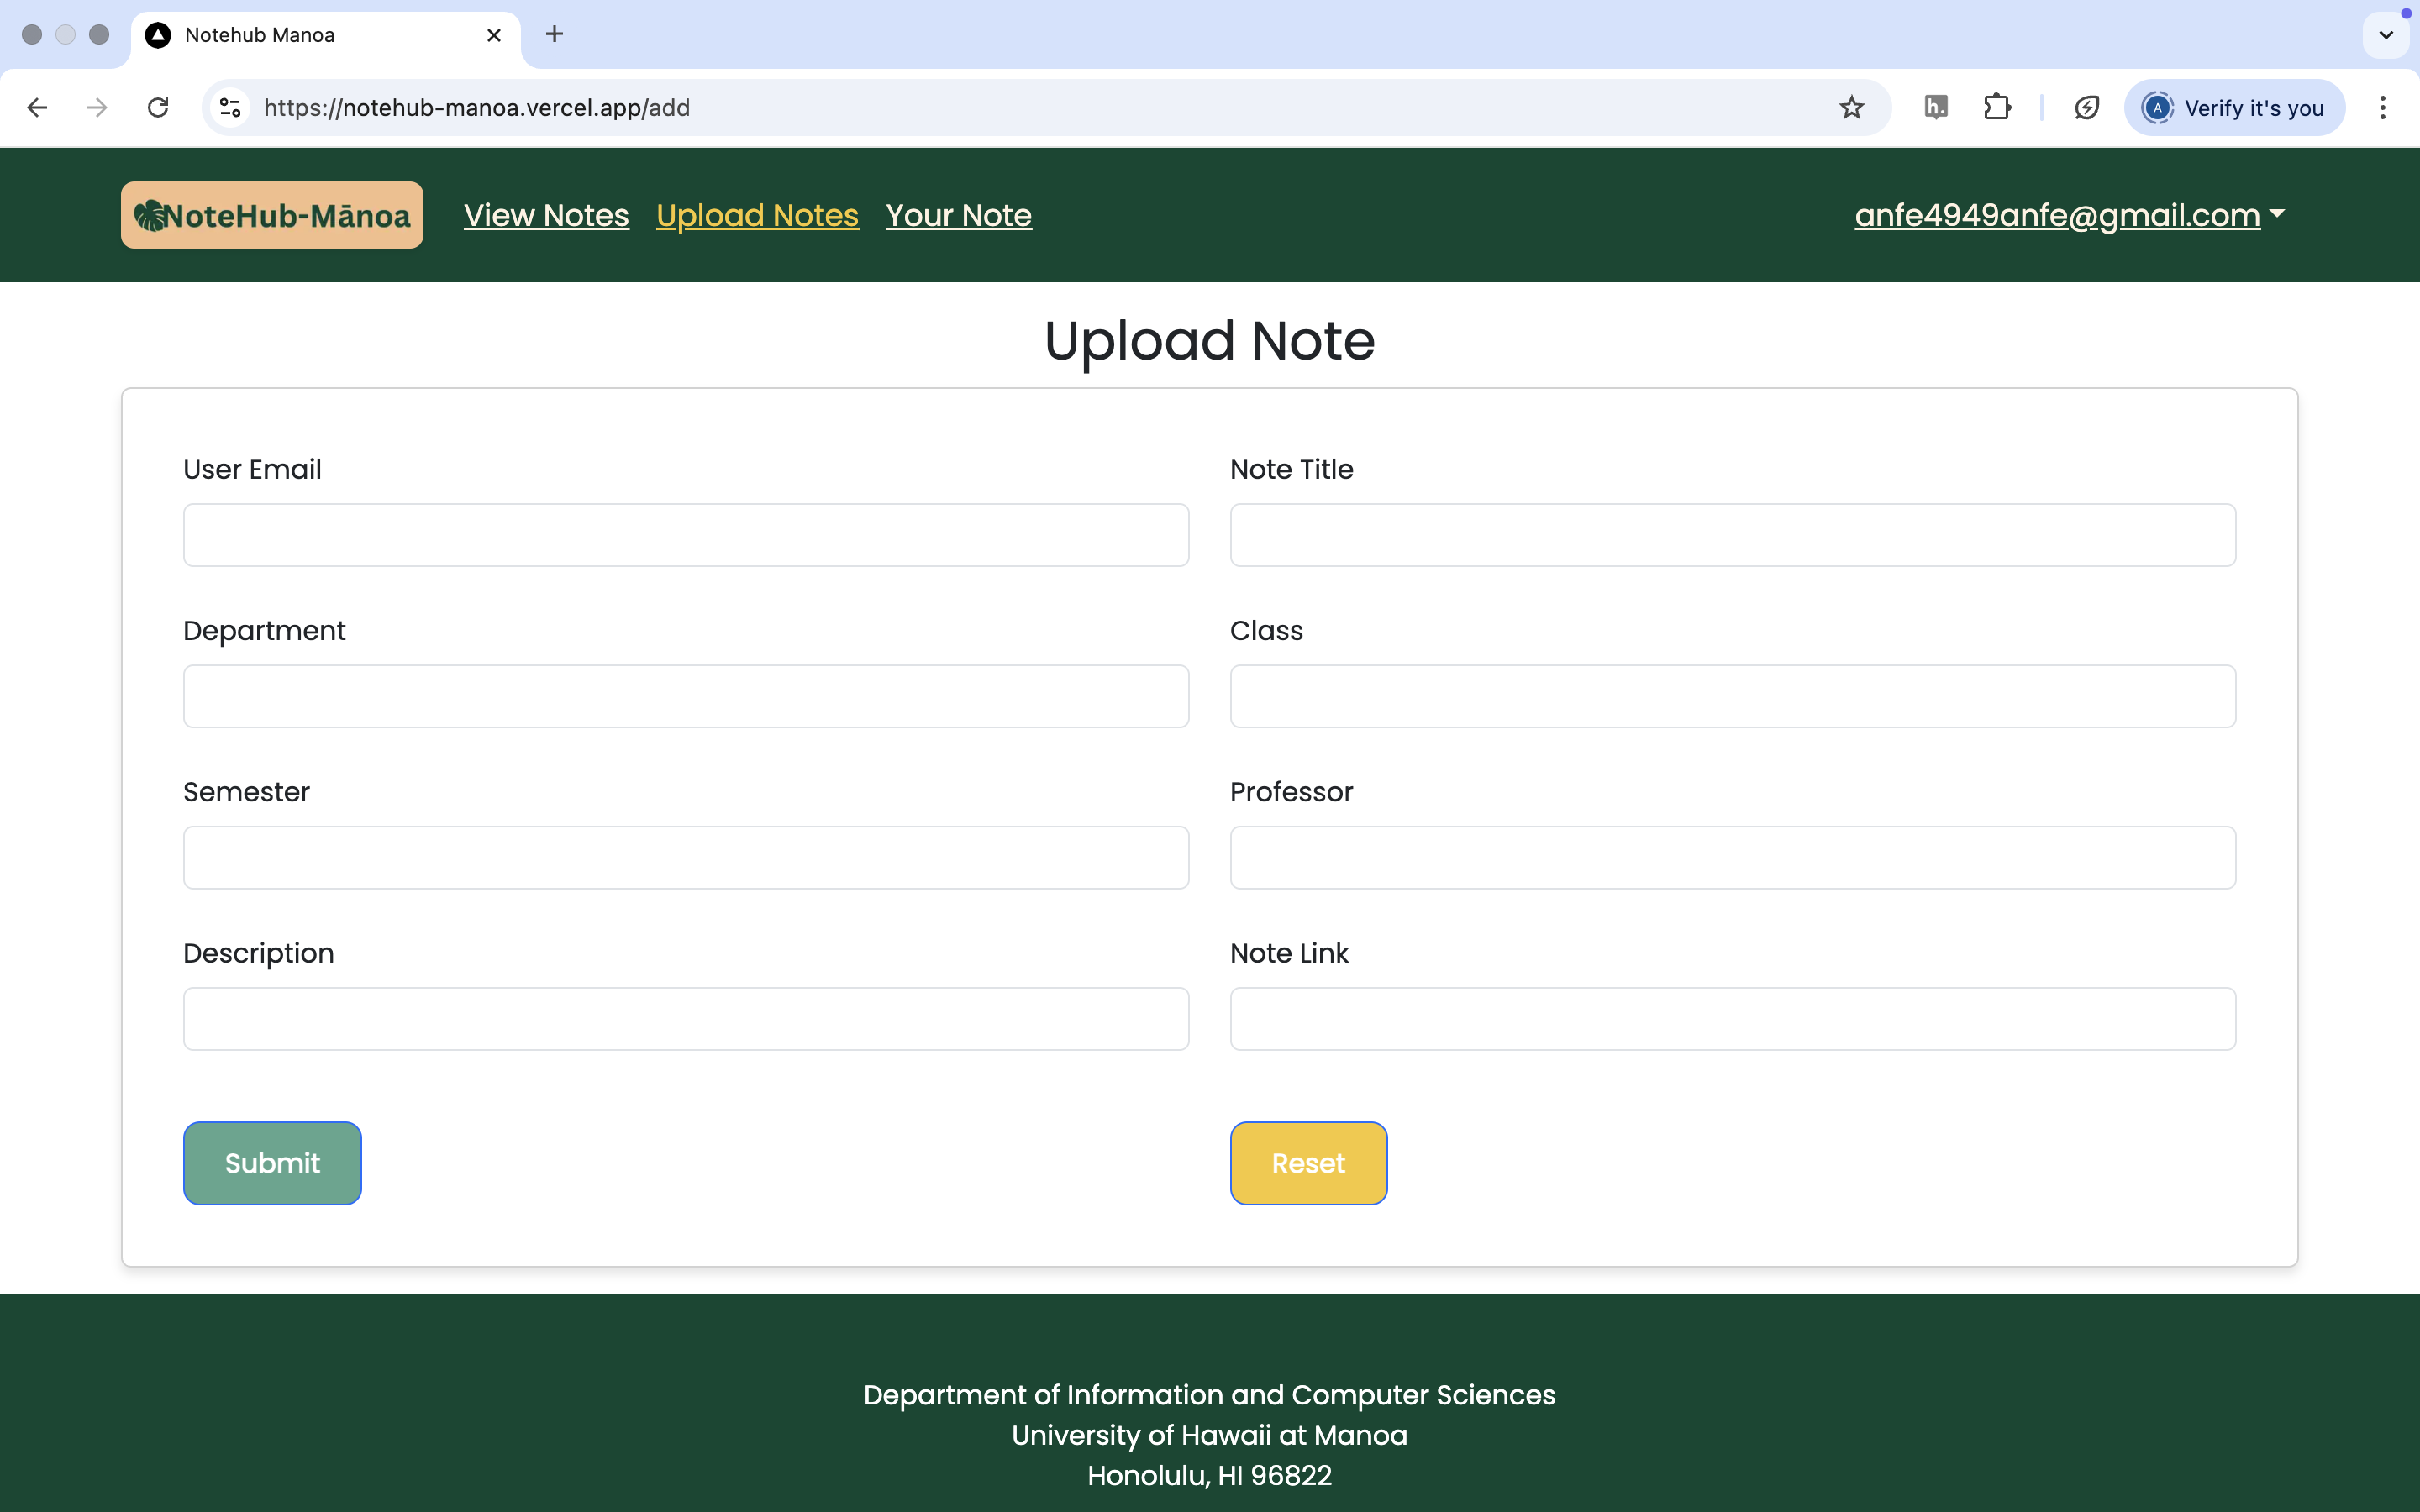 Notehub Manoa
https://notehub-manoa.vercel.app/add
h.
A
Verify it's you
NoteHub-Mānoa
View Notes
Upload Notes
Your Note
anfe4949anfe@gmail.com
Upload Note
User Email
Note Title
Department
Class
Semester
Professor
Description
Note Link
Submit
Reset
Department of Information and Computer Sciences
University of Hawaii at Manoa
Honolulu, HI 96822